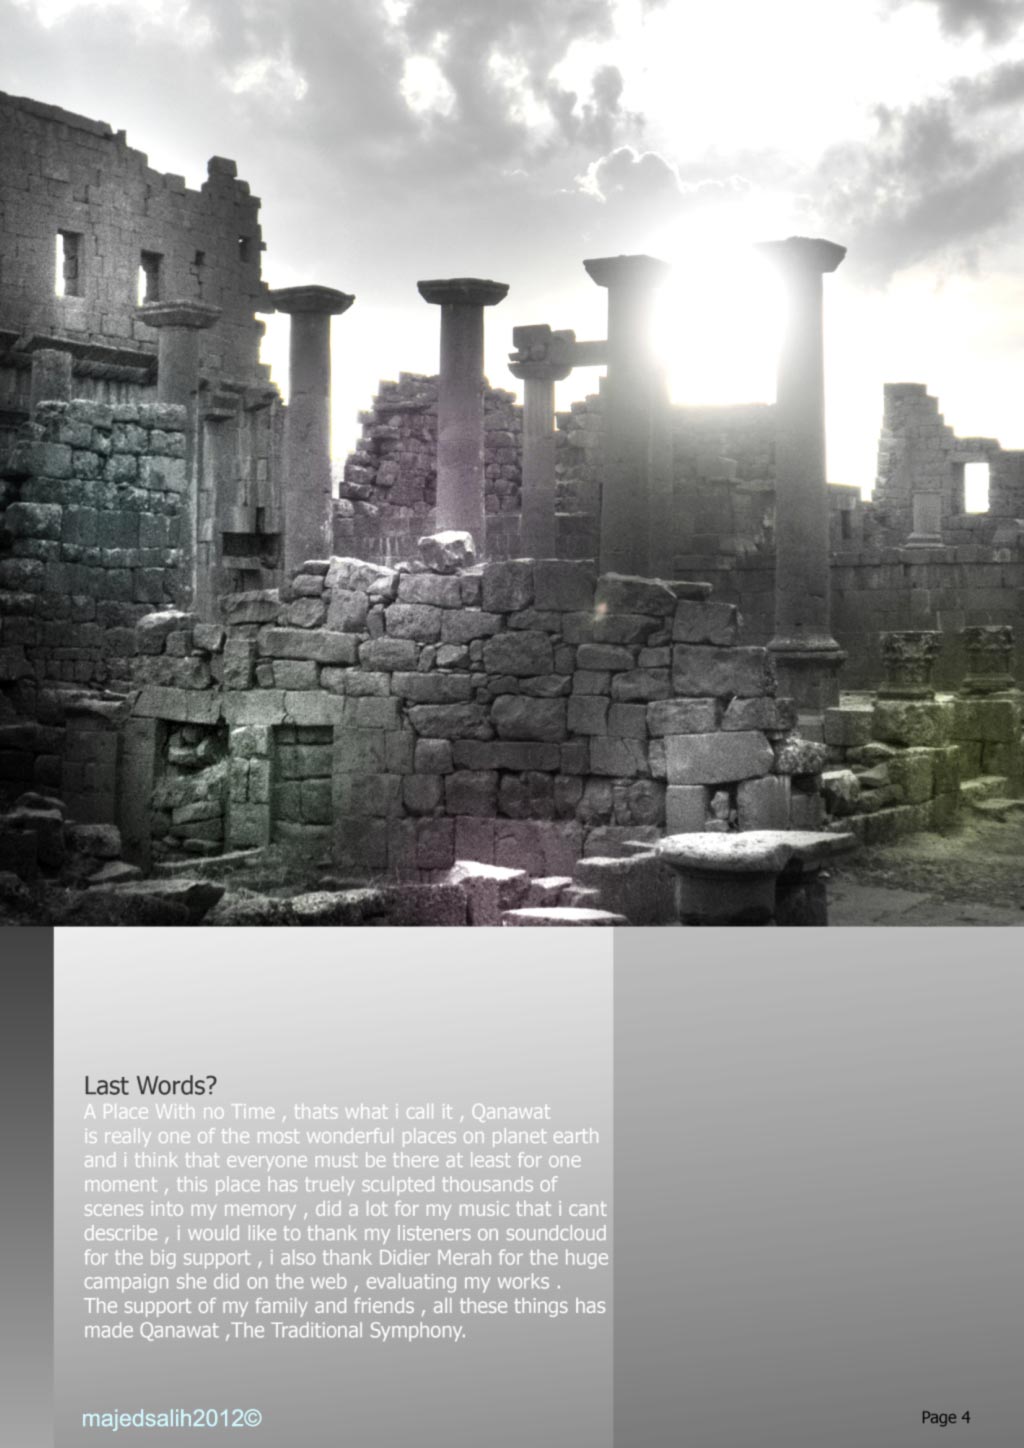 Last Words?
A Place With no Time , thats what i call it , Qanawat
is really one of the most wonderful places on planet earth
and i think that everyone must be there at least for one
moment , this place has truely sculpted thousands of
scenes into my memory , did a lot for my music that i cant
describe , i would like to thank my listeners on soundcloud
for the big support , i also thank Didier Merah for the huge
campaign she did on the web , evaluating my works .
The support of my family and friends , all these things has
made Qanawat ,The Traditional Symphony.
majedsalih2012©
Page 4